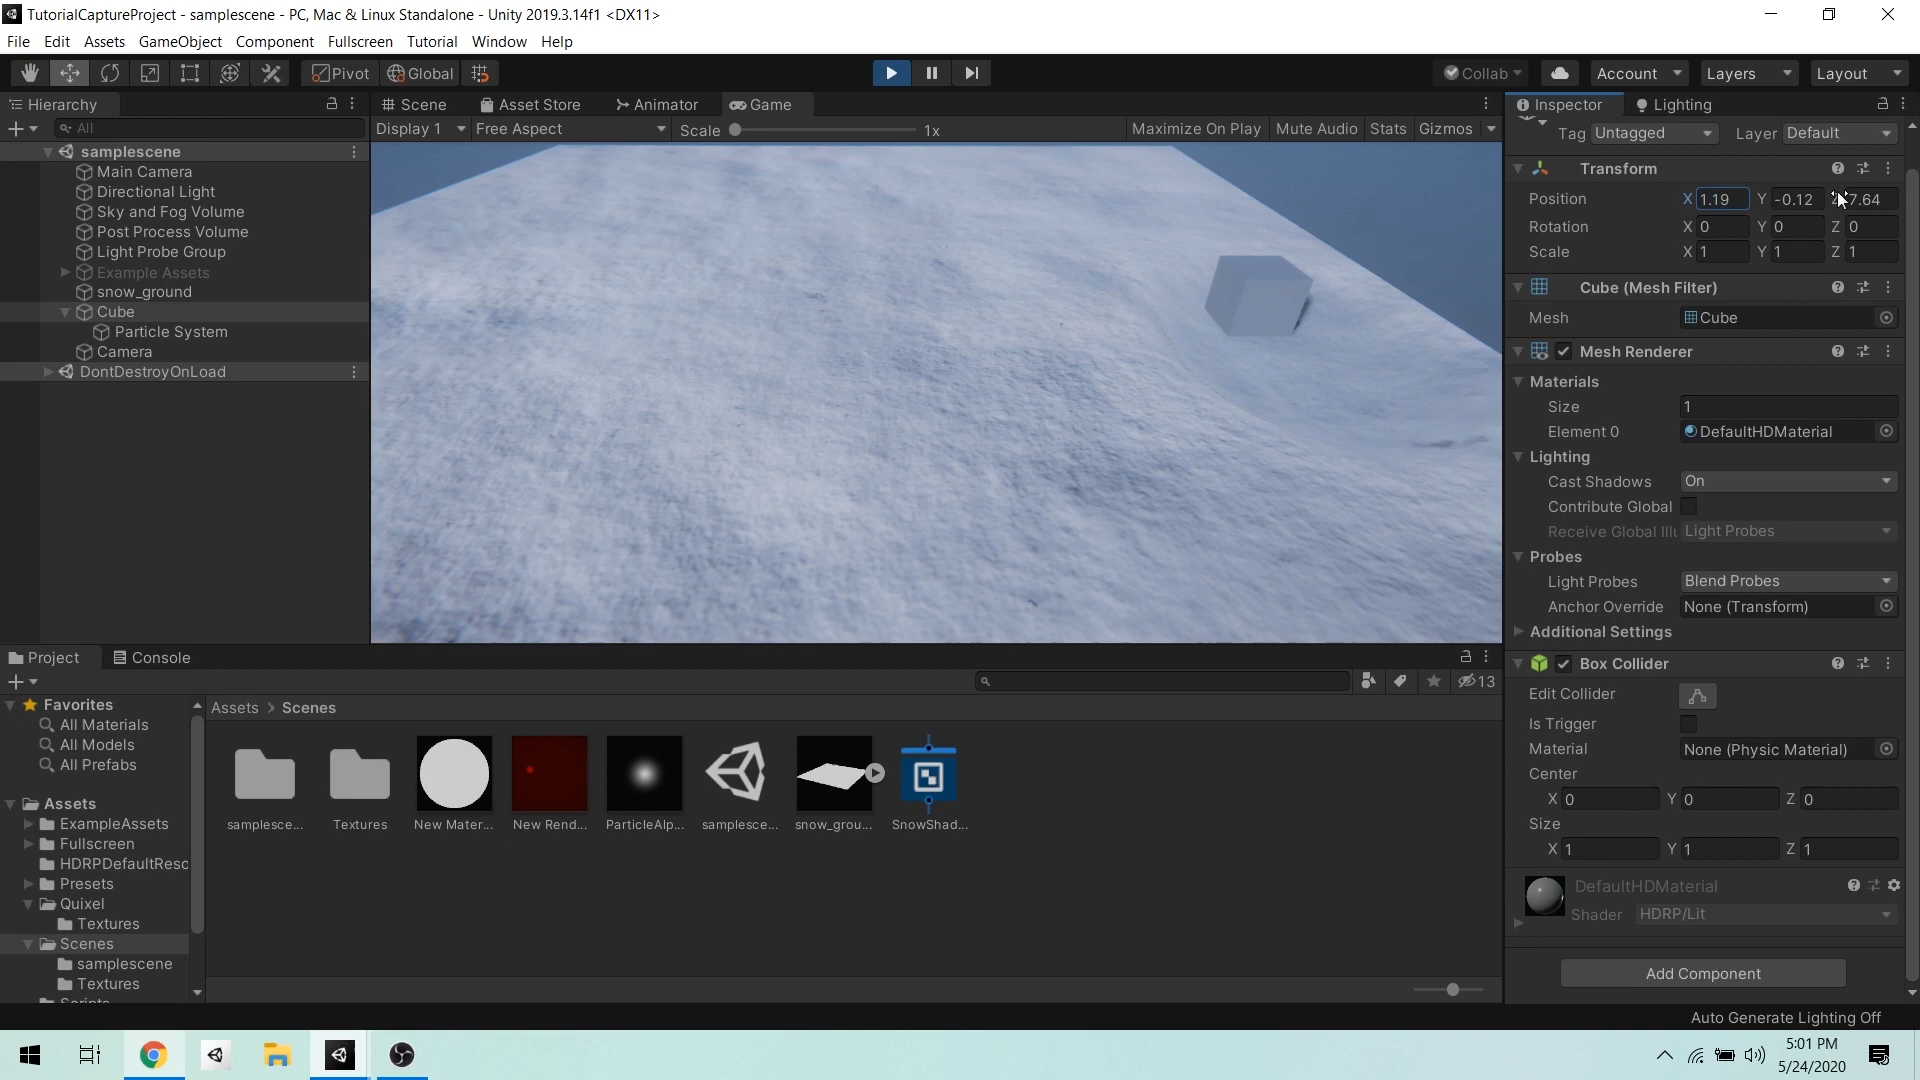 TutorialCaptureProject - samplescene - PC, Mac & Linux Standalone - Unity 2019.3.14f1 <DX11>
File Edit Assets GameObject Component Fullscreen Tutorial Window Help
Pivot Global Collab Account Layers Layout
Hierarchy
All
samplescene
Main Camera
Directional Light
Sky and Fog Volume
Post Process Volume
Light Probe Group
Example Assets
snow_ground
Cube
Particle System
Camera
DontDestroyOnLoad
Scene Asset Store Animator Game
Display 1 Free Aspect Scale 1x Maximize On Play Mute Audio Stats Gizmos
Inspector Lighting
Tag Untagged Layer Default
Transform
Position X 1.19 Y -0.12 7.64
Rotation X 0 Y 0 Z 0
Scale X 1 Y 1 Z 1
Cube (Mesh Filter)
Mesh Cube
Mesh Renderer
Materials
Size 1
Element 0 DefaultHDMaterial
Lighting
Cast Shadows On
Contribute Global
Receive Global Illu Light Probes
Probes
Light Probes Blend Probes
Anchor Override None (Transform)
Additional Settings
Box Collider
Edit Collider
Is Trigger
Material None (Physic Material)
Center
X 0 Y 0 Z 0
Size
X 1 Y 1 Z 1
DefaultHDMaterial
Shader HDRP/Lit
Add Component
Auto Generate Lighting Off
Project Console
13
Favorites
All Materials
All Models
All Prefabs
Assets
ExampleAssets
Fullscreen
HDRPDefaultResc
Presets
Quixel
Textures
Scenes
samplescene
Textures
Assets > Scenes
samplesce... Textures New Mater... New Rend... ParticleAlp... samplesce... snow_grou... SnowShad...
5:01 PM
5/24/2020